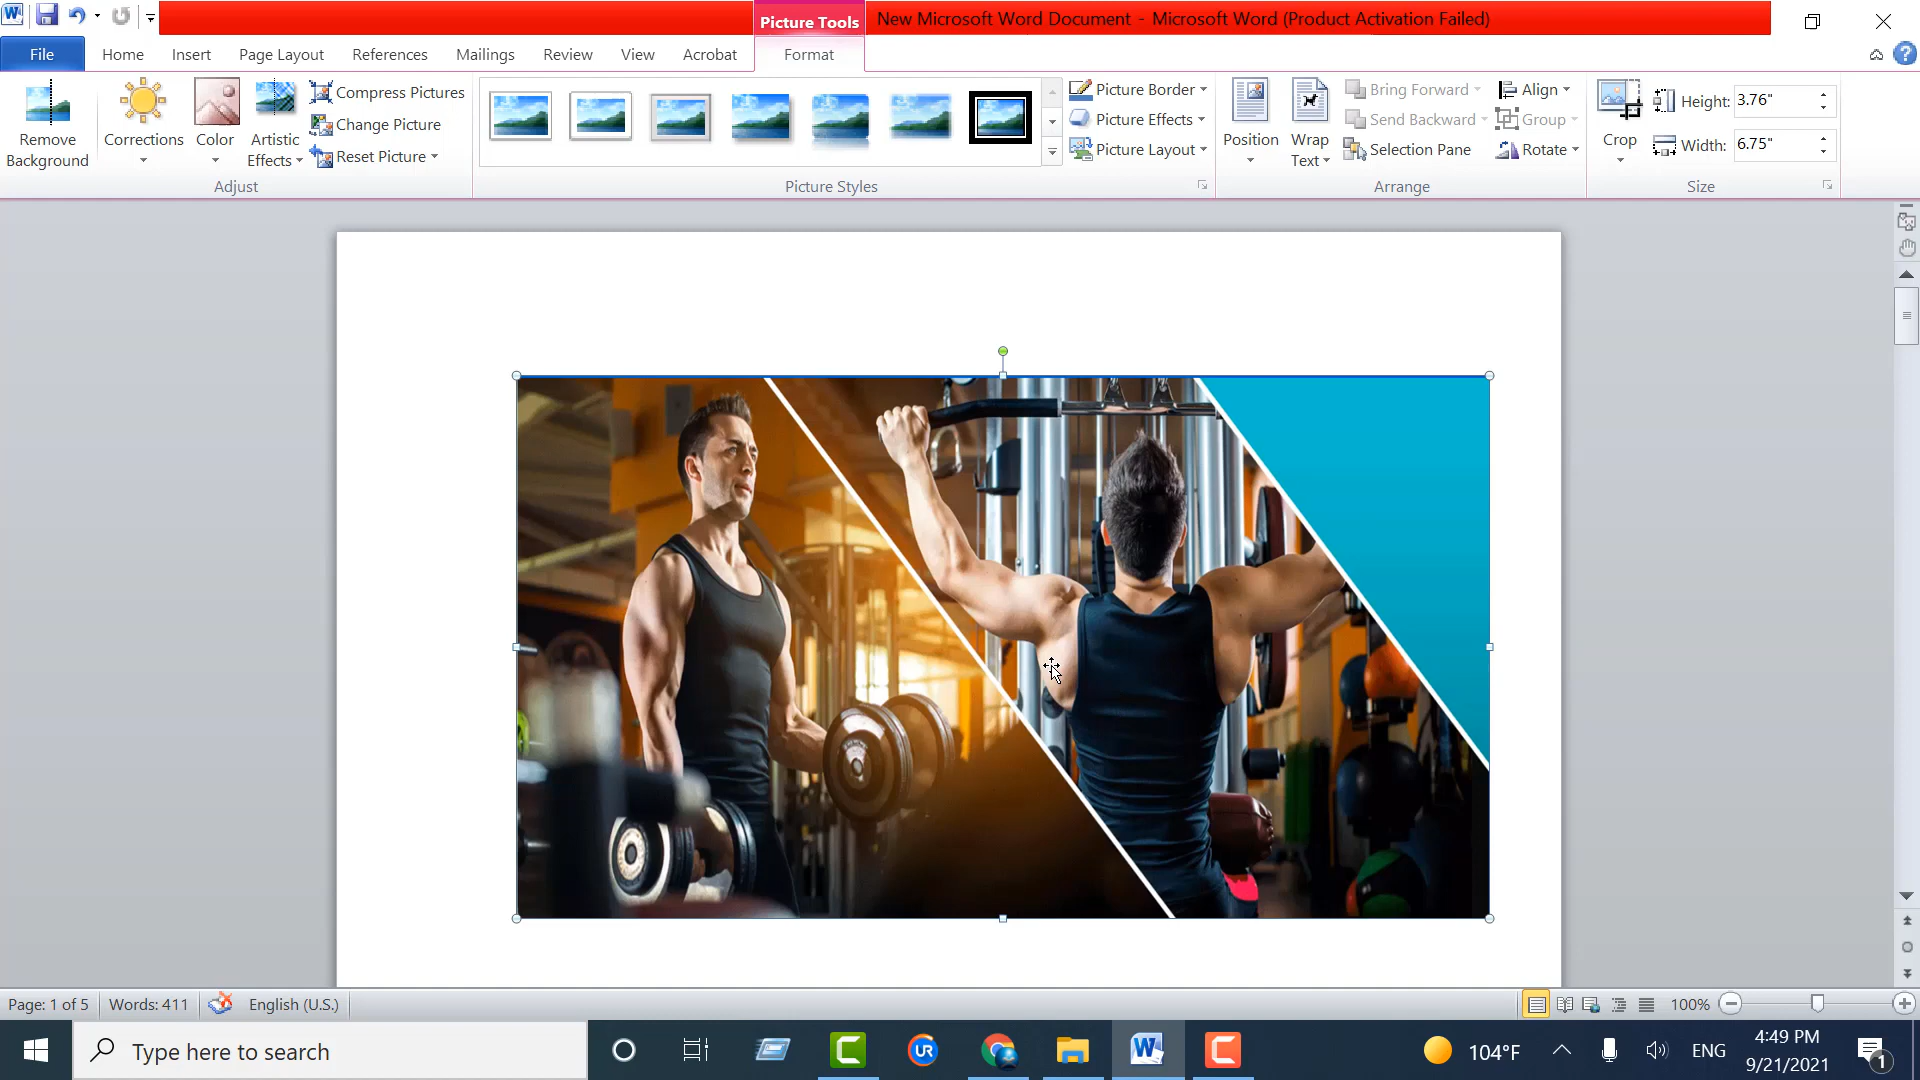 Picture Tools
New Microsoft Word Document - Microsoft Word (Product Activation Failed)
File Home Insert Page Layout References Mailings Review View Acrobat Format
Remove Background
Corrections
Color
Artistic Effects
Compress Pictures
Change Picture
Reset Picture
Adjust
Picture Styles
Picture Border
Picture Effects
Picture Layout
Position
Wrap Text
Bring Forward
Send Backward
Selection Pane
Align
Group
Rotate
Arrange
Crop
Height: 3.76"
Width: 6.75"
Size
Page: 1 of 5 Words: 411 English (U.S.) 100%
Type here to search
UR
104°F ENG
4:49 PM
9/21/2021
1